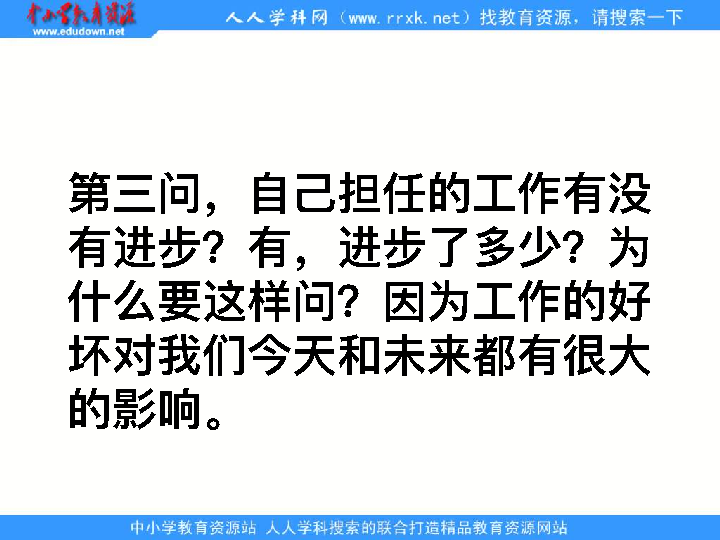 中小学教育资源
www.edudown.net
人人学科网（www.rrxk.net）找教育资源，请搜索一下
第三问，自己担任的工作有没
有进步？有，进步了多少？为
什么要这样问？因为工作的好
坏对我们今天和未来都有很大
的影响。
中小学教育资源站 人人学科搜索的联合打造精品教育资源网站